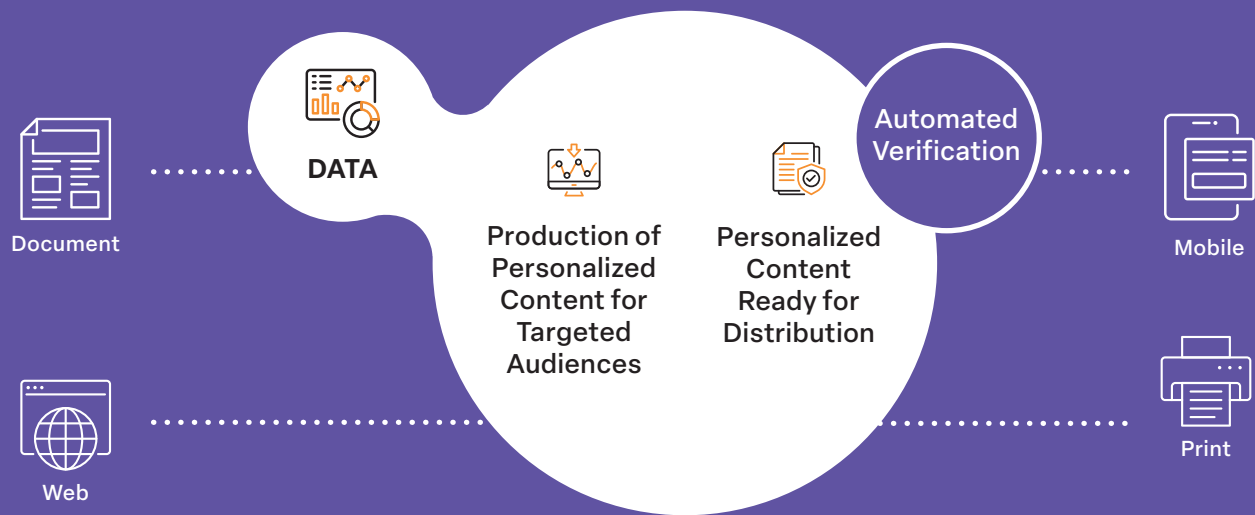 Document
Web
DATA
Production of
Personalized
Content for
Targeted
Audiences
Personalized
Content
Ready for
Distribution
Automated
Verification
Mobile
Print